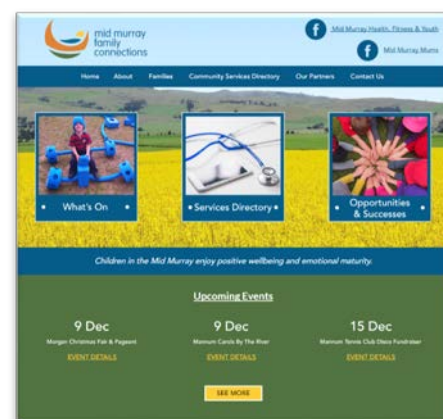 mid murray
family
connections
Mid Murray Health, Fitness & Youth
Mid Murray Mums
Home About Families Community Services Directory Our Partners Contact Us
What's On
Services Directory
Opportunities
& Successes
Children in the Mid Murray enjoy positive wellbeing and emotional maturity.
Upcoming Events
9 Dec
Morgan Christmas Fair & Pageant
EVENT DETAILS
9 Dec
Mannum Carols By The River
EVENT DETAILS
15 Dec
Mannum Tennis Club Disco Fundraiser
EVENT DETAILS
SEE MORE